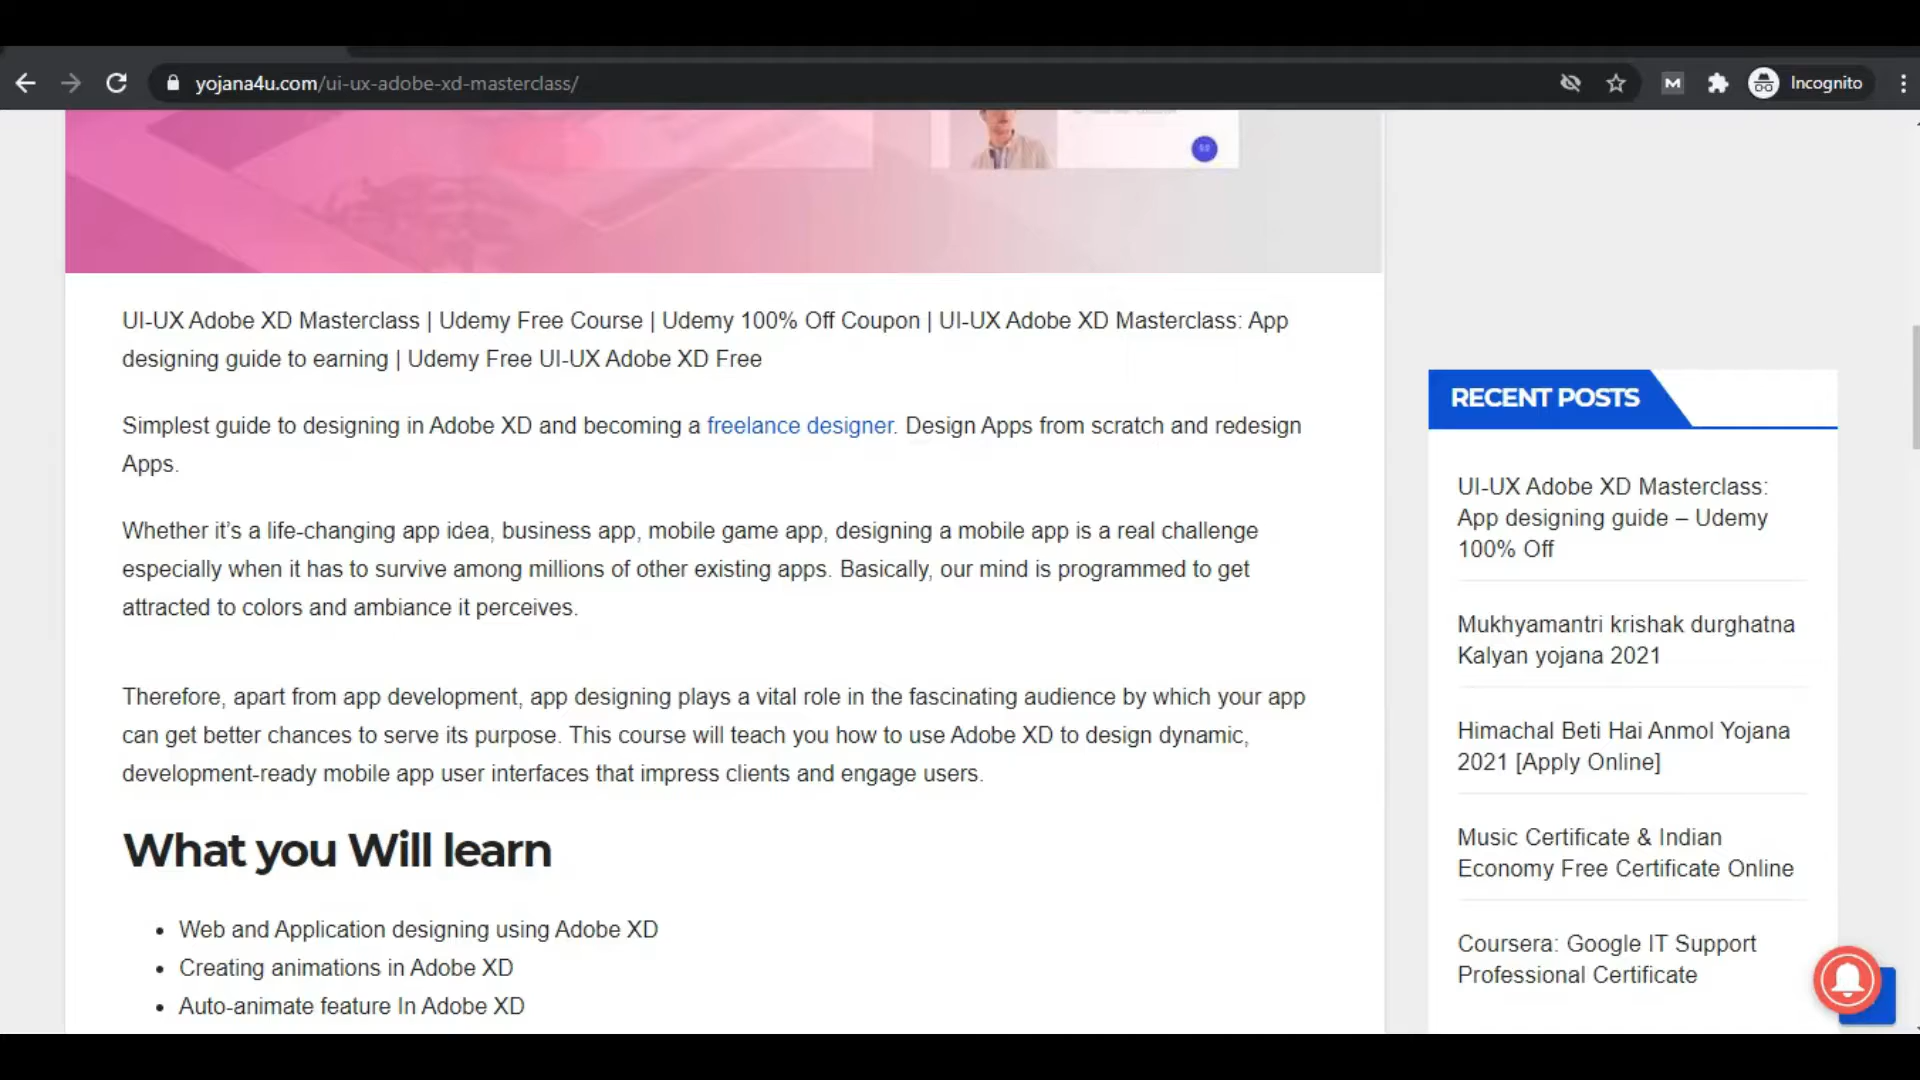 yojana4u.com/ui-ux-adobe-xd-masterclass/
M
Incognito
UI-UX Adobe XD Masterclass | Udemy Free Course | Udemy 100% Off Coupon | UI-UX Adobe XD Masterclass: App
designing guide to earning | Udemy Free UI-UX Adobe XD Free
Simplest guide to designing in Adobe XD and becoming a freelance designer. Design Apps from scratch and redesign
Apps.
Whether it’s a life-changing app idea, business app, mobile game app, designing a mobile app is a real challenge
especially when it has to survive among millions of other existing apps. Basically, our mind is programmed to get
attracted to colors and ambiance it perceives.
Therefore, apart from app development, app designing plays a vital role in the fascinating audience by which your app
can get better chances to serve its purpose. This course will teach you how to use Adobe XD to design dynamic,
development-ready mobile app user interfaces that impress clients and engage users.
What you Will learn
• Web and Application designing using Adobe XD
• Creating animations in Adobe XD
• Auto-animate feature In Adobe XD
RECENT POSTS
UI-UX Adobe XD Masterclass:
App designing guide – Udemy
100% Off
Mukhyamantri krishak durghatna
Kalyan yojana 2021
Himachal Beti Hai Anmol Yojana
2021 [Apply Online]
Music Certificate & Indian
Economy Free Certificate Online
Coursera: Google IT Support
Professional Certificate